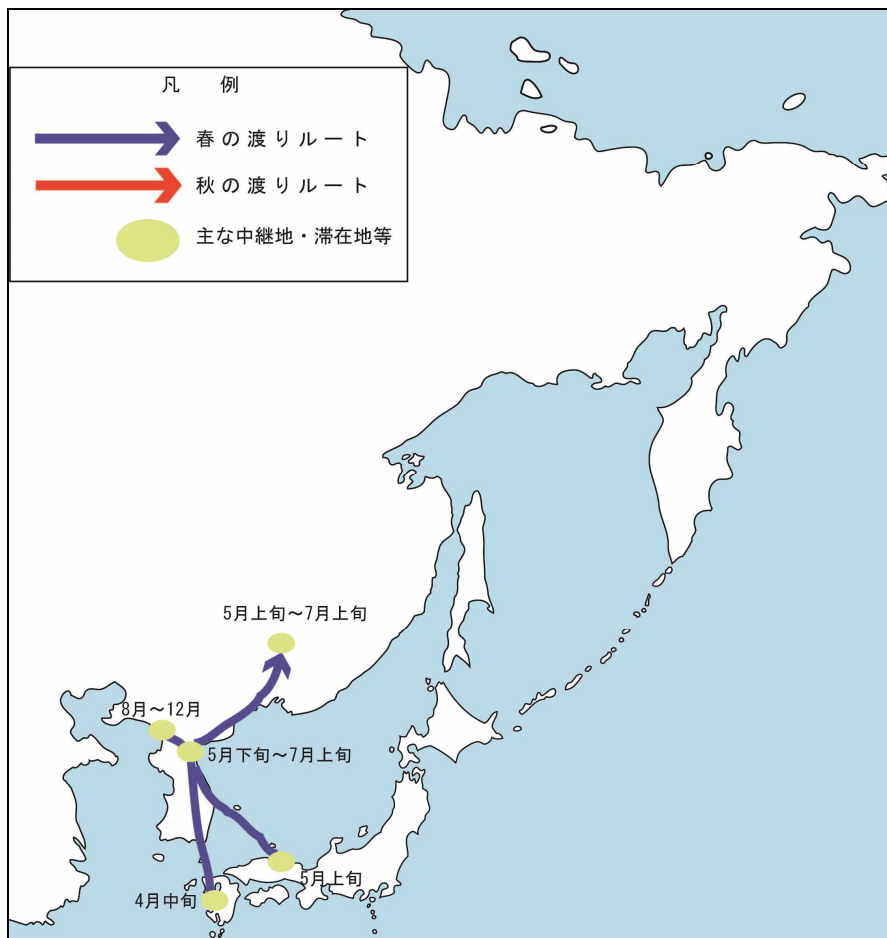 凡 例
春の渡りルート
秋の渡りルート
主な中継地・滞在地等
5月上旬～7月上旬
8月～12月
5月下旬～7月上旬
5月上旬
4月中旬